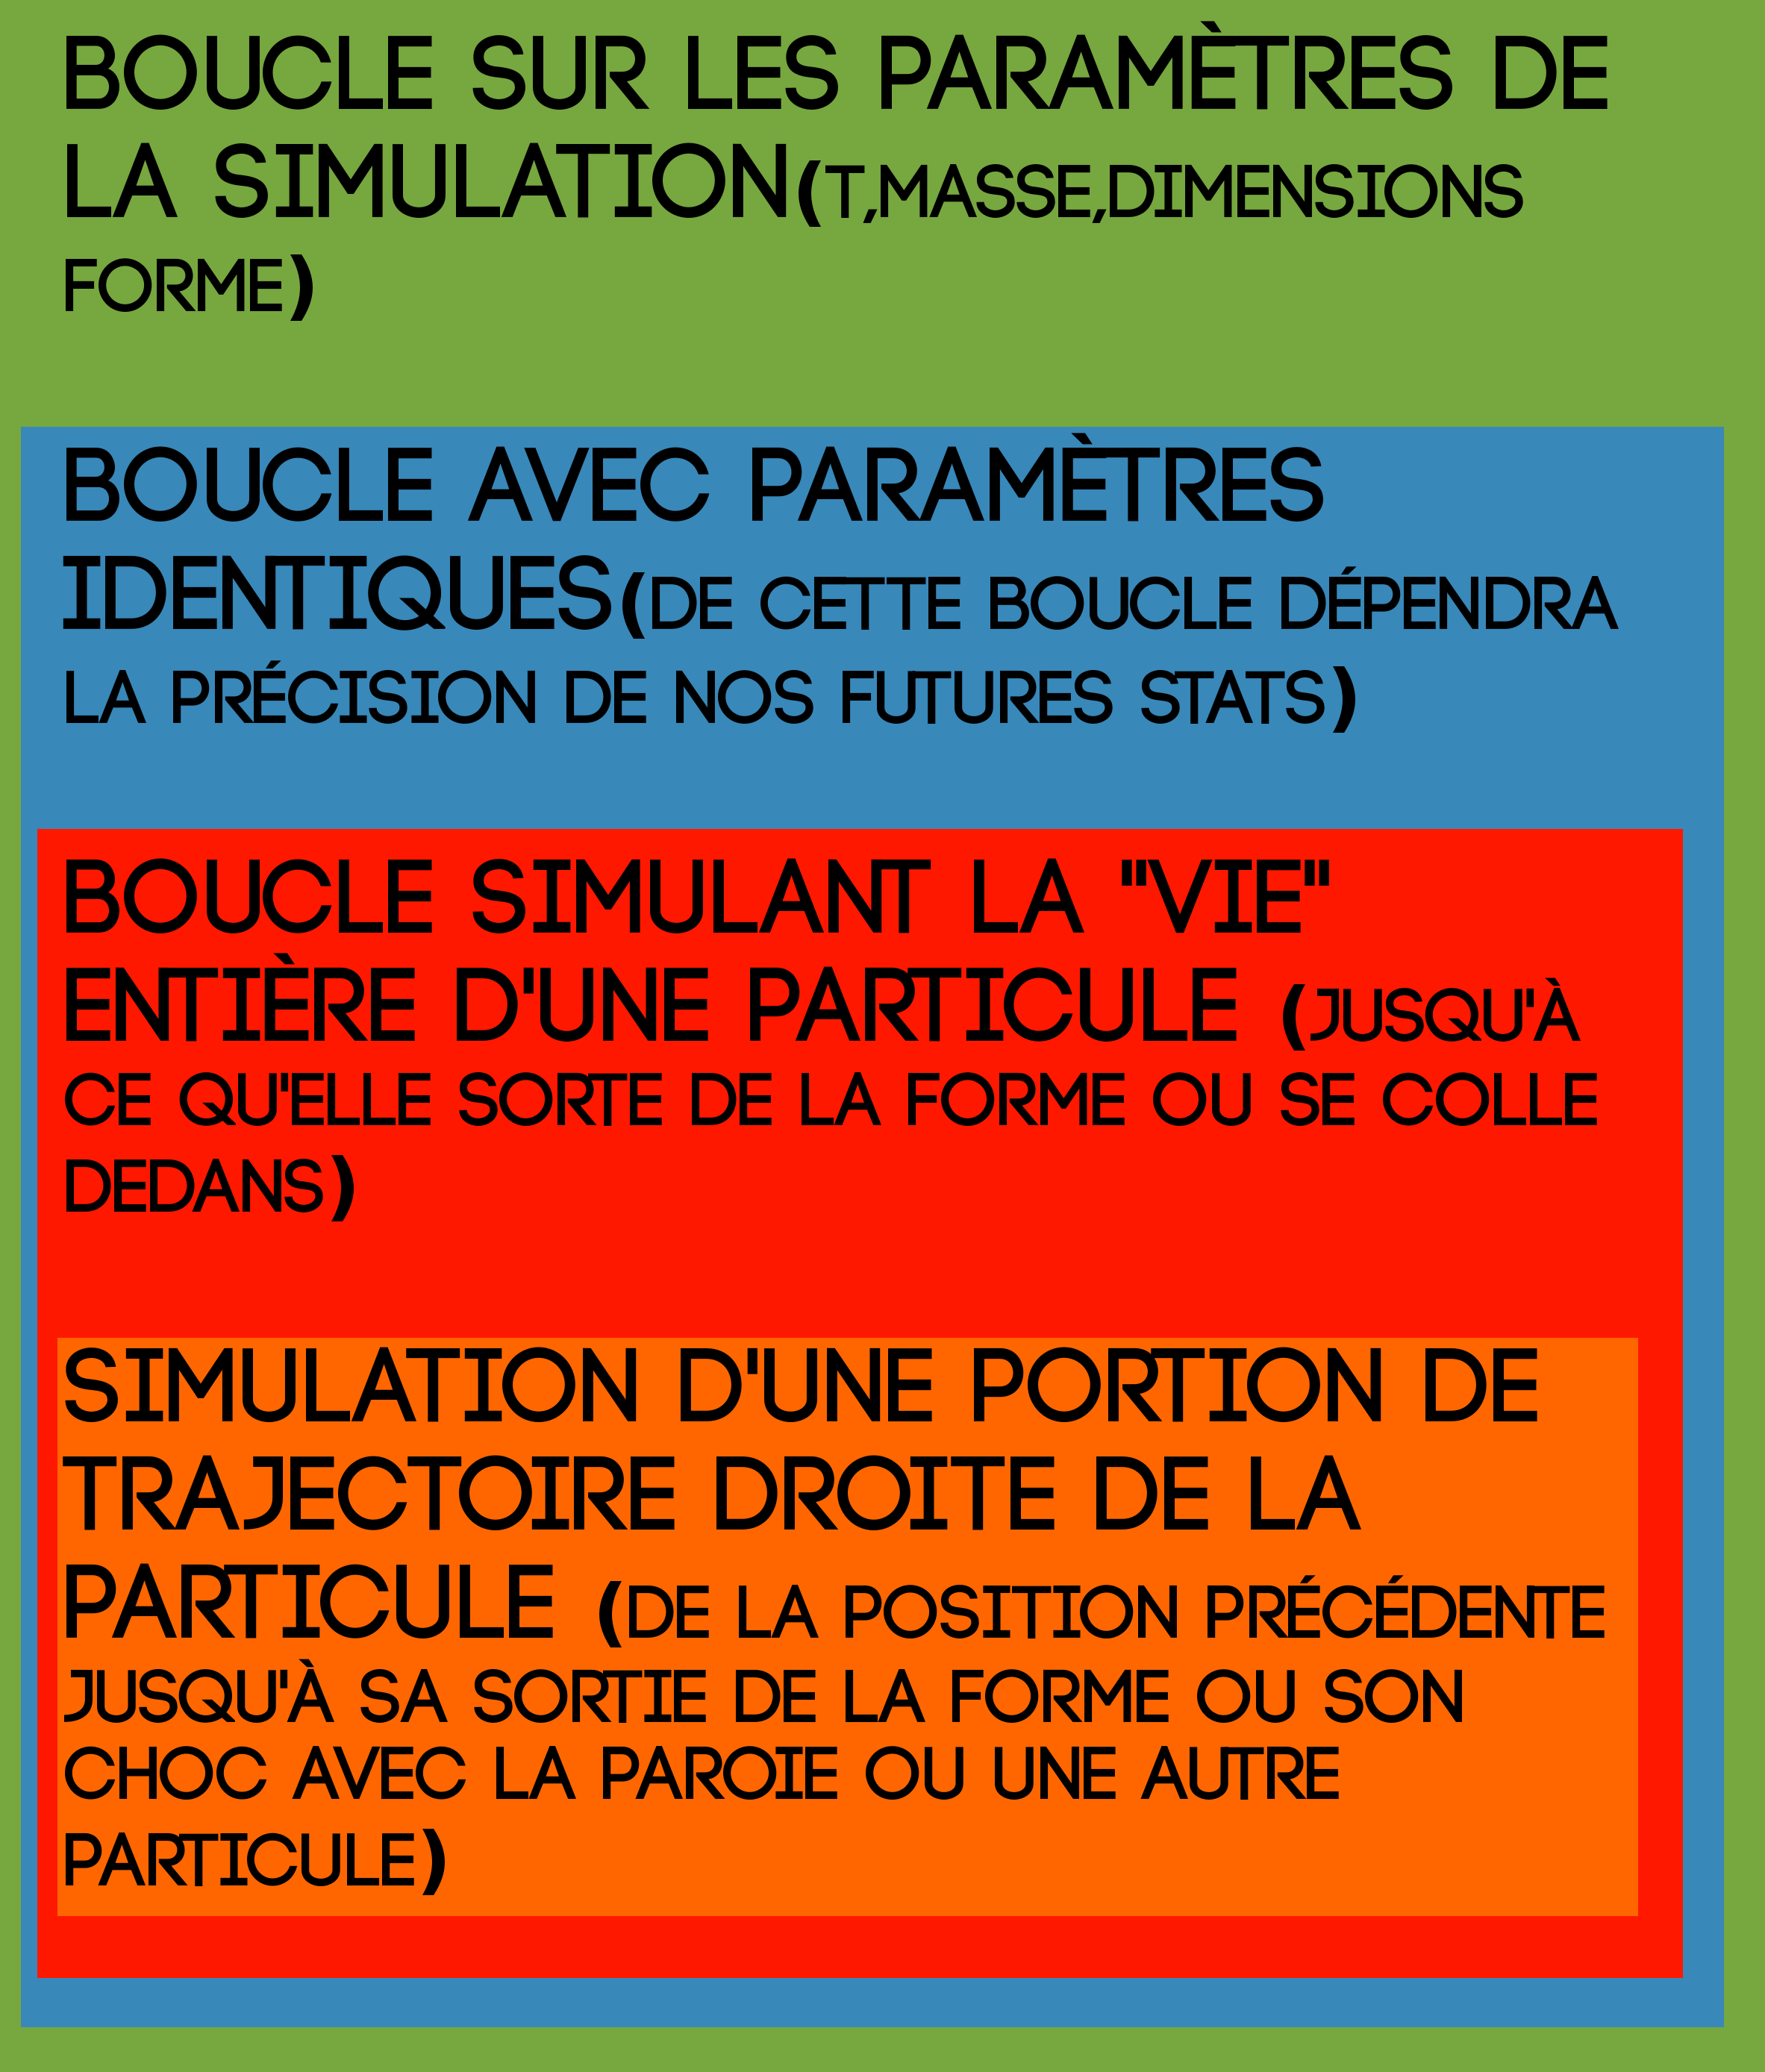 BOUCLE SUR LES PARAMÈTRES DE
LA SIMULATION(T,MASSE,DIMENSIONS
FORME)
BOUCLE AVEC PARAMÈTRES
IDENTIQUES(DE CETTE BOUCLE DÉPENDRA
LA PRÉCISION DE NOS FUTURES STATS)
BOUCLE SIMULANT LA "VIE"
ENTIÈRE D'UNE PARTICULE (JUSQU'À
CE QU'ELLE SORTE DE LA FORME OU SE COLLE
DEDANS)
SIMULATION D'UNE PORTION DE
TRAJECTOIRE DROITE DE LA
PARTICULE (DE LA POSITION PRÉCÉDENTE
JUSQU'À SA SORTIE DE LA FORME OU SON
CHOC AVEC LA PAROIE OU UNE AUTRE
PARTICULE)